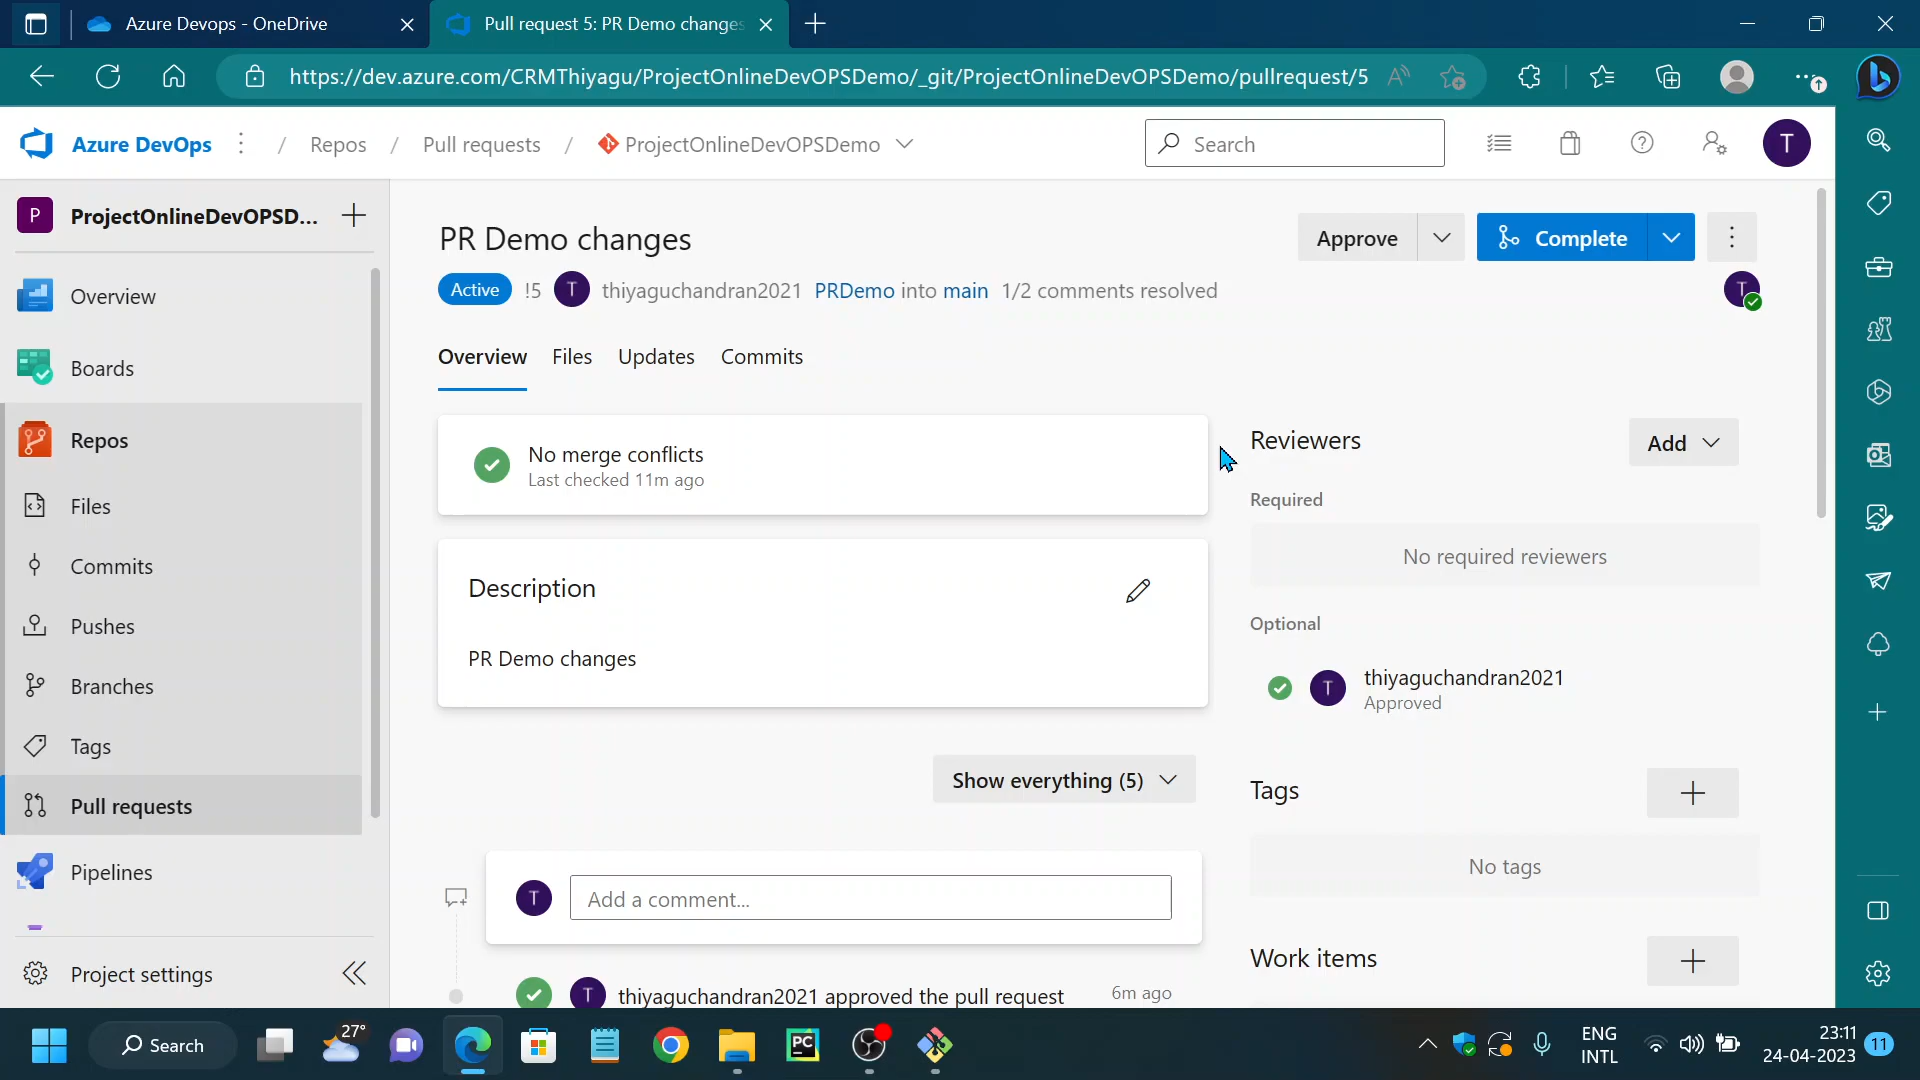 Azure Devops - OneDrive
Pull request 5: PR Demo changes
https://dev.azure.com/CRMThiyagu/ProjectOnlineDevOPSDemo/_git/ProjectOnlineDevOPSDemo/pullrequest/5
Azure DevOps / Repos / Pull requests / ProjectOnlineDevOPSDemo
Search
T
P ProjectOnlineDevOPSD...
Overview
Boards
Repos
Files
Commits
Pushes
Branches
Tags
Pull requests
Pipelines
Project settings
PR Demo changes
Approve
Complete
Active !5 T thiyaguchandran2021 PRDemo into main 1/2 comments resolved
T
Overview Files Updates Commits
No merge conflicts
Last checked 11m ago
Description
PR Demo changes
Show everything (5)
T Add a comment...
T thiyaguchandran2021 approved the pull request 6m ago
Reviewers
Add
Required
No required reviewers
Optional
T thiyaguchandran2021
Approved
Tags
No tags
Work items
Search
27°
PC
ENG
INTL
23:11
24-04-2023
11